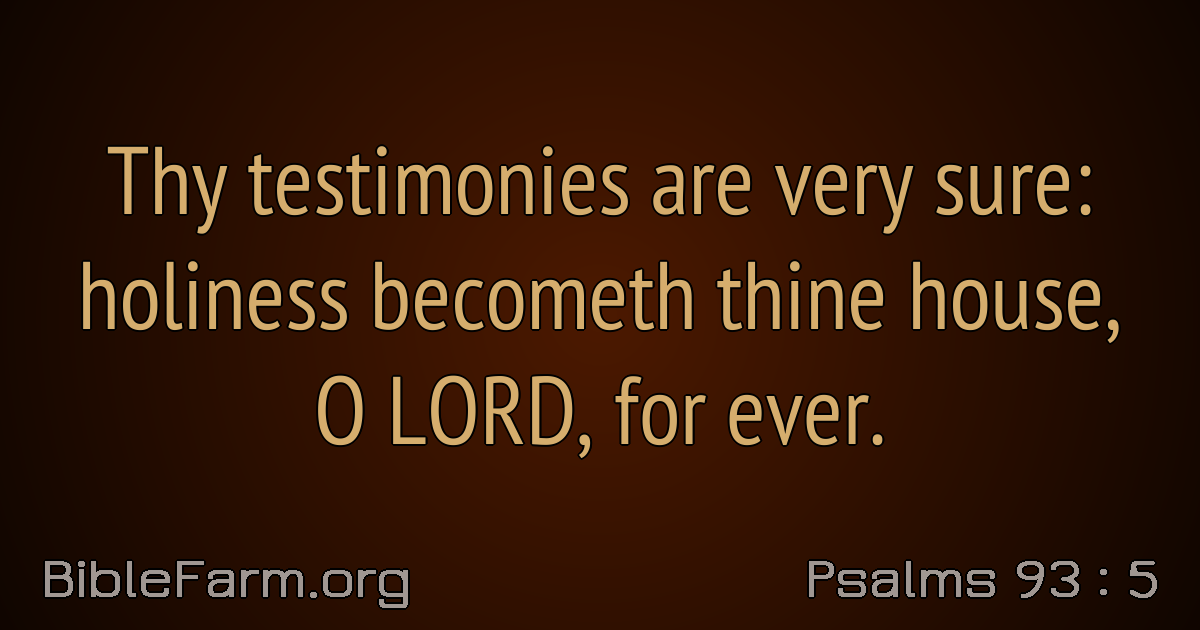 Thy testimonies are very sure:
holiness becometh thine house,
O LORD, for ever.
BibleFarm.org
Psalms 93 : 5